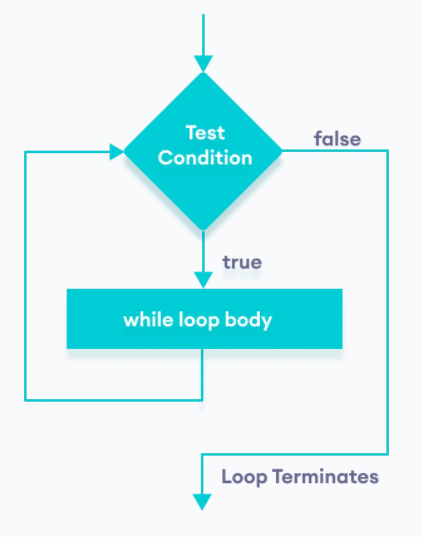 Test
Condition
false
true
while loop body
Loop Terminates